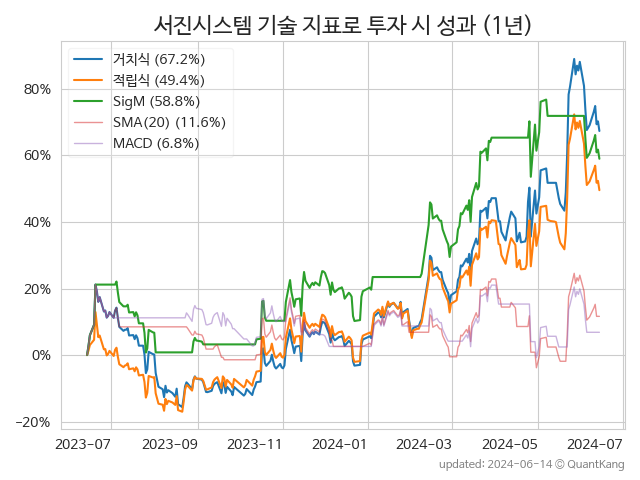 서진시스템 기술 지표로 투자 시 성과 (1년)
거치식 (67.2%)
적립식 (49.4%)
SigM (58.8%)
SMA(20) (11.6%)
MACD (6.8%)
80%
60%
40%
20%
0%
−20%
2023-07 2023-09 2023-11 2024-01 2024-03 2024-05 2024-07
updated: 2024-06-14 © QuantKang